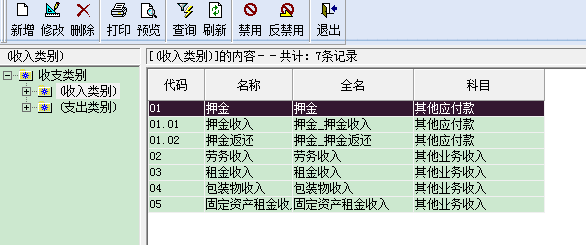 新增 修改 删除 打印 预览 查询 刷新 禁用 反禁用 退出
(收入类别)
[(收入类别)]的内容--共计: 7条记录
收支类别
(收入类别)
(支出类别)
代码 名称 全名 科目
01 押金 押金 其他应付款
01.01 押金收入 押金_押金收入 其他应付款
01.02 押金返还 押金_押金返还 其他应付款
02 劳务收入 劳务收入 其他业务收入
03 租金收入 租金收入 其他业务收入
04 包装物收入 包装物收入 其他业务收入
05 固定资产租金收 固定资产租金收入 其他业务收入